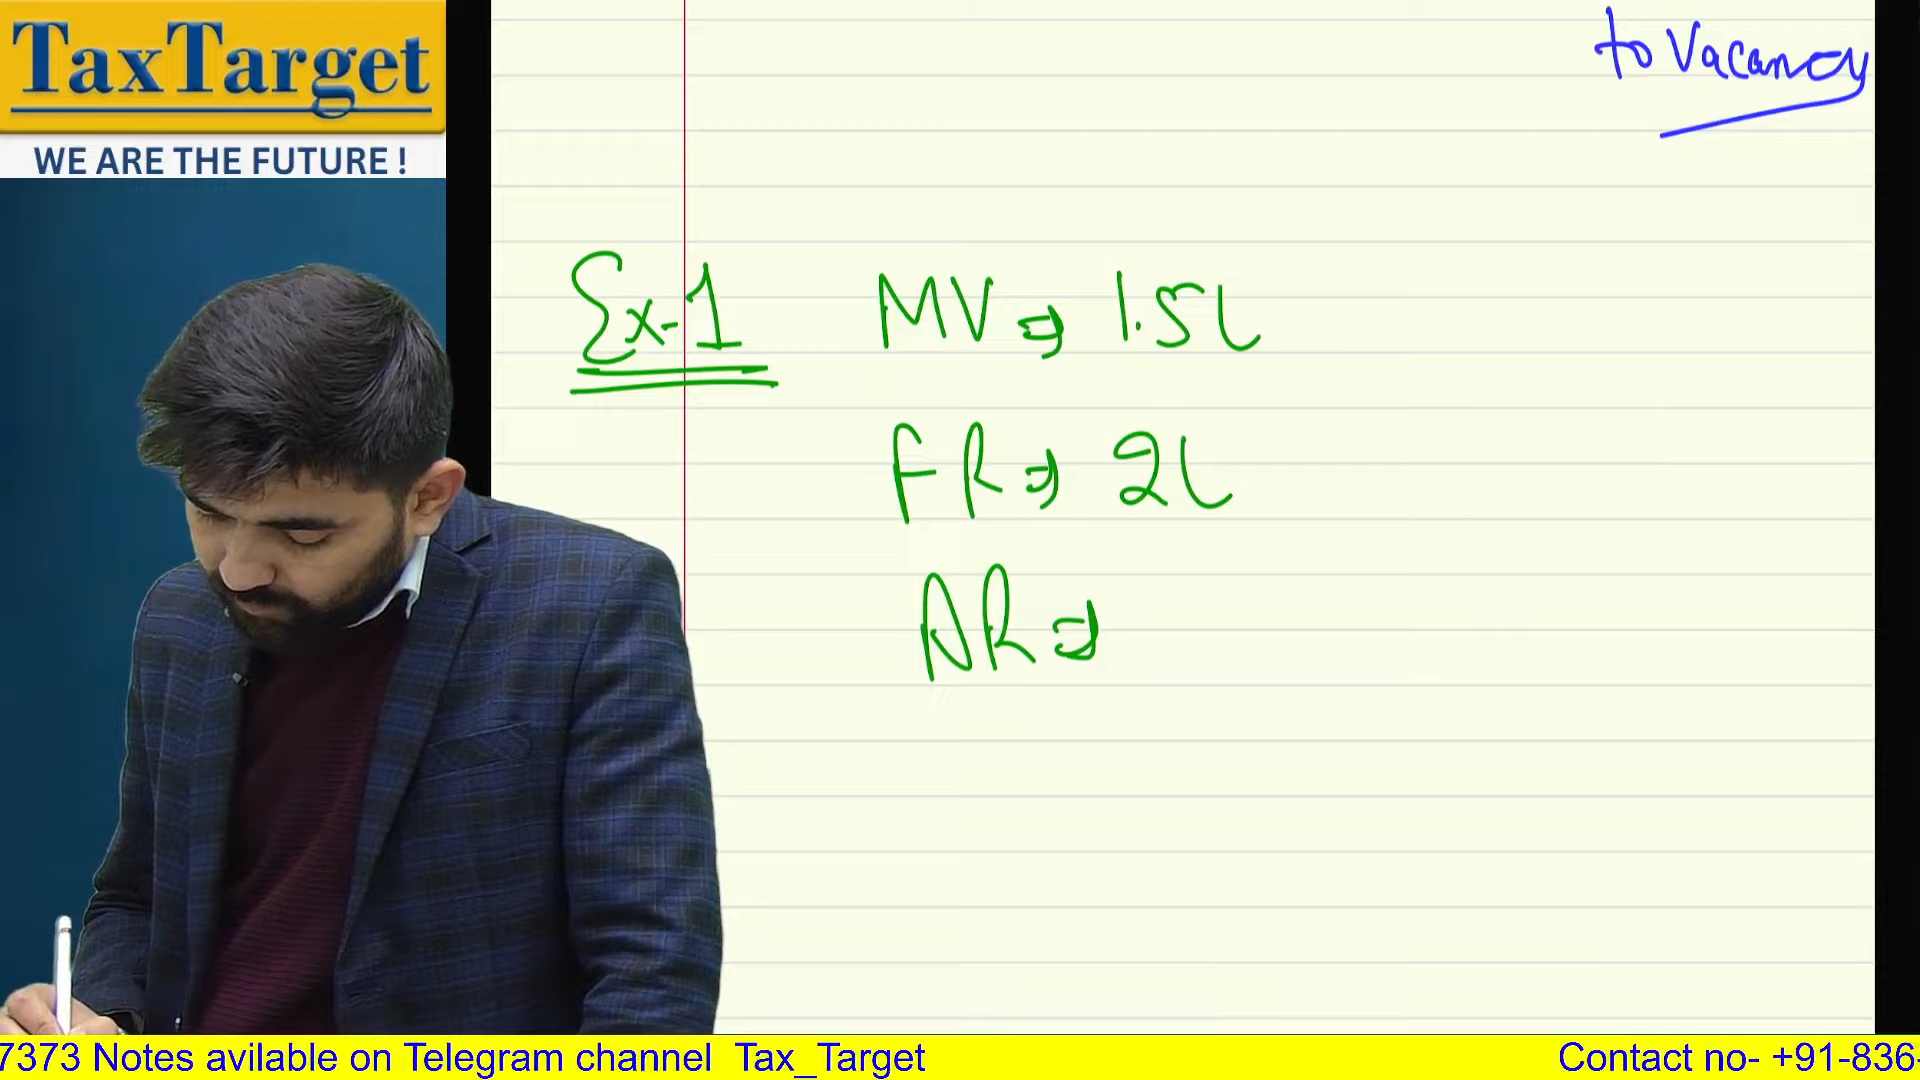 TaxTarget
WE ARE THE FUTURE !
to Vacancy
Ex-1 MV ⇒ 1.5L
FR ⇒ 2L
AR ⇒
7373 Notes avilable on Telegram channel Tax_Target
Contact no- +91-836-